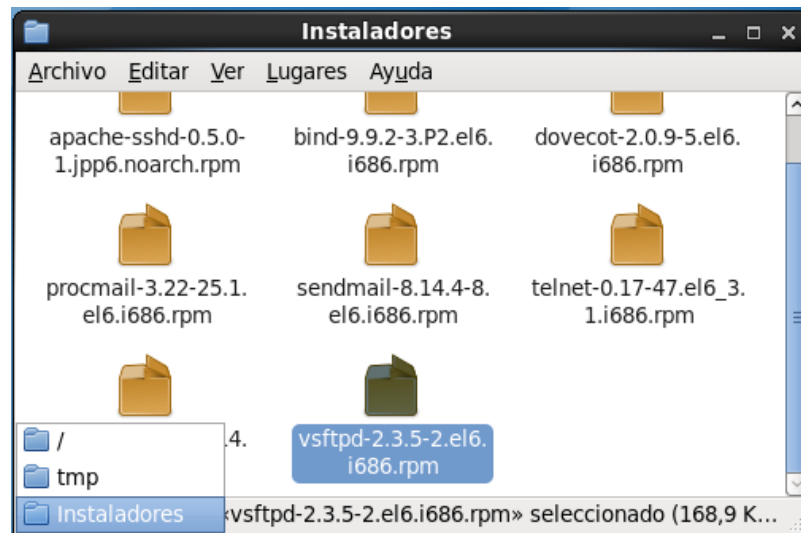 Instaladores
Archivo Editar Ver Lugares Ayuda
apache-sshd-0.5.0-
1.jpp6.noarch.rpm
bind-9.9.2-3.P2.el6.
i686.rpm
dovecot-2.0.9-5.el6.
i686.rpm
procmail-3.22-25.1.
el6.i686.rpm
sendmail-8.14.4-8.
el6.i686.rpm
telnet-0.17-47.el6_3.
1.i686.rpm
4.
vsftpd-2.3.5-2.el6.
i686.rpm
/
tmp
Instaladores
«vsftpd-2.3.5-2.el6.i686.rpm» seleccionado (168,9 K...